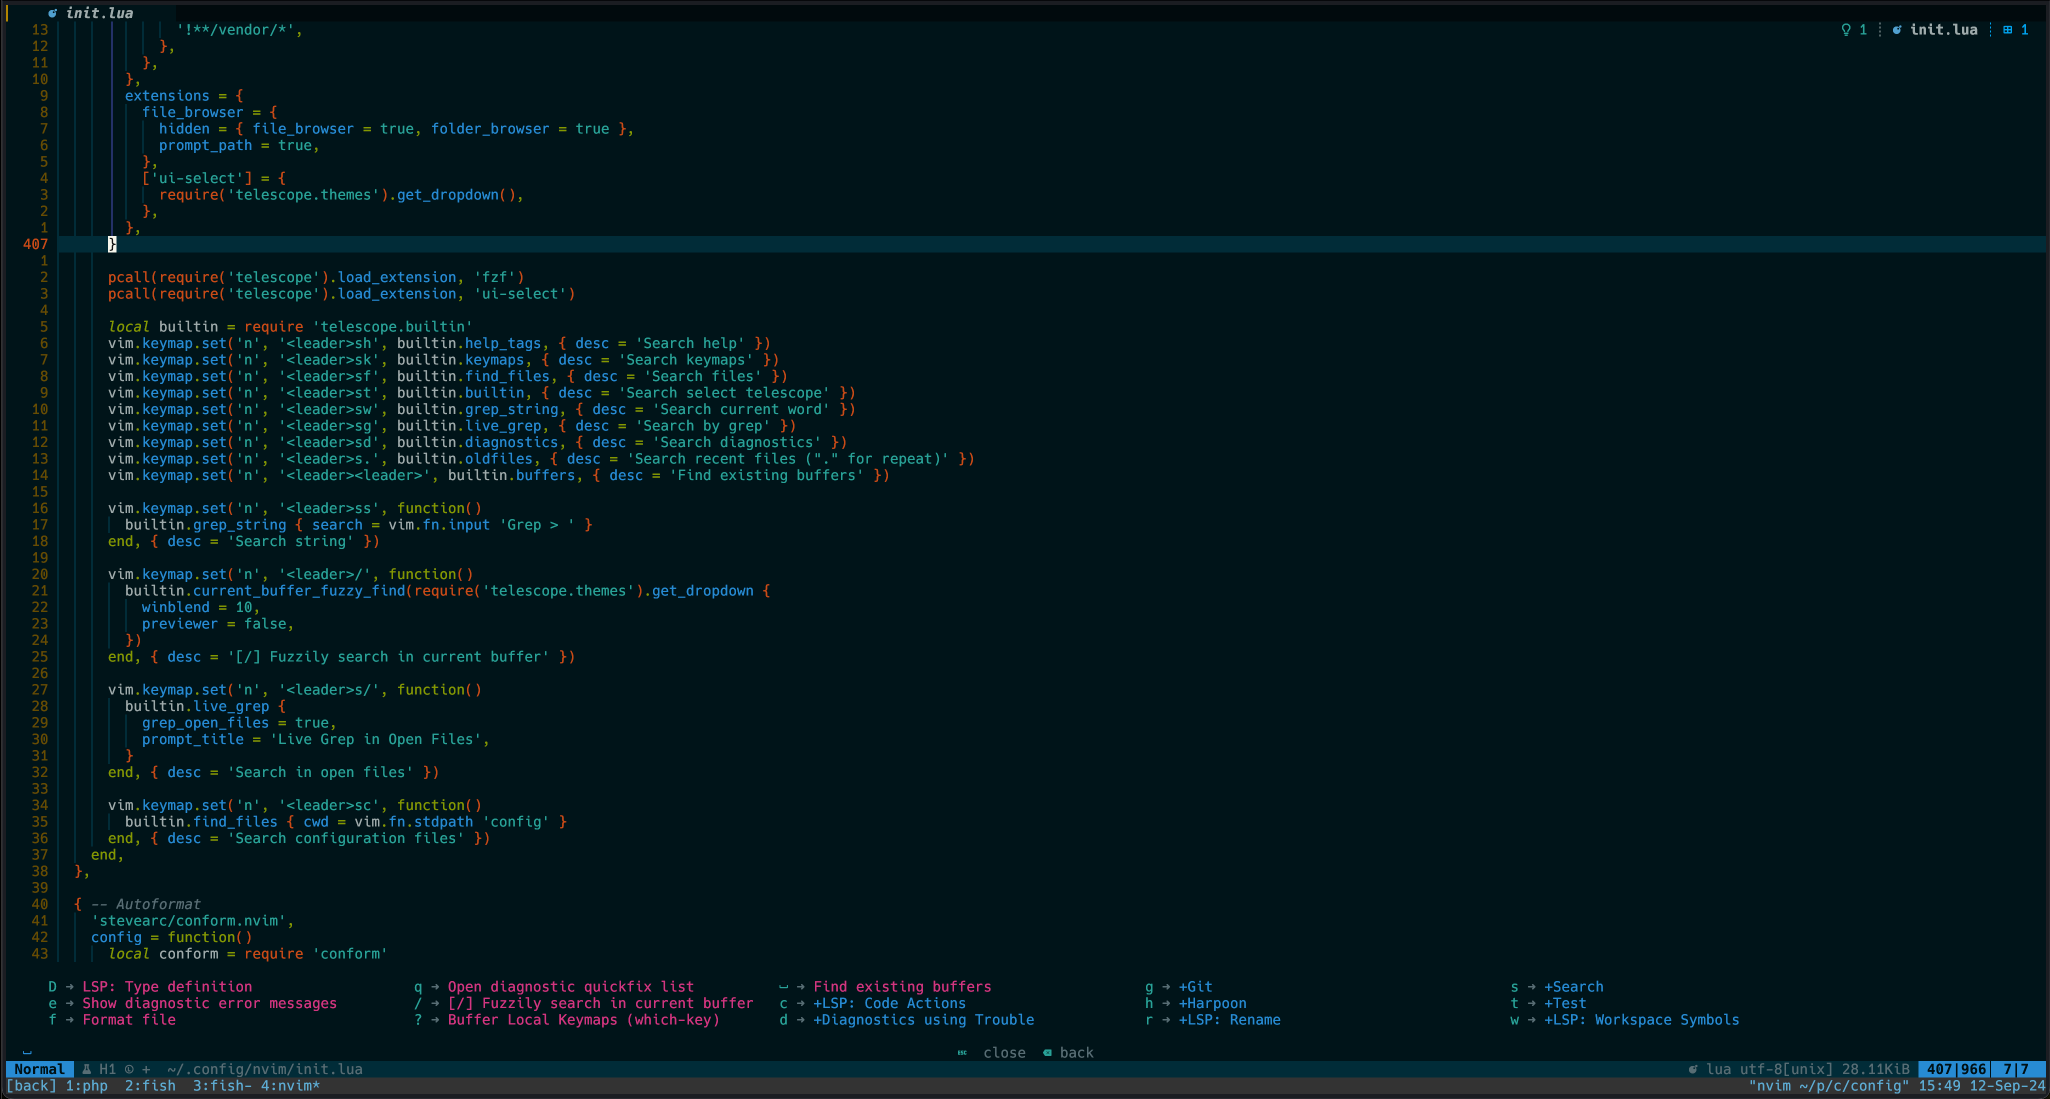 init.lua
13 '!**/vendor/*', 1 init.lua 1
12 },
11 },
10 },
9 extensions = {
8 file_browser = {
7 hidden = { file_browser = true, folder_browser = true },
6 prompt_path = true,
5 },
4 ['ui-select'] = {
3 require('telescope.themes').get_dropdown(),
2 },
1 },
407 }
1
2 pcall(require('telescope').load_extension, 'fzf')
3 pcall(require('telescope').load_extension, 'ui-select')
4
5 local builtin = require 'telescope.builtin'
6 vim.keymap.set('n', '<leader>sh', builtin.help_tags, { desc = 'Search help' })
7 vim.keymap.set('n', '<leader>sk', builtin.keymaps, { desc = 'Search keymaps' })
8 vim.keymap.set('n', '<leader>sf', builtin.find_files, { desc = 'Search files' })
9 vim.keymap.set('n', '<leader>st', builtin.builtin, { desc = 'Search select telescope' })
10 vim.keymap.set('n', '<leader>sw', builtin.grep_string, { desc = 'Search current word' })
11 vim.keymap.set('n', '<leader>sg', builtin.live_grep, { desc = 'Search by grep' })
12 vim.keymap.set('n', '<leader>sd', builtin.diagnostics, { desc = 'Search diagnostics' })
13 vim.keymap.set('n', '<leader>s.', builtin.oldfiles, { desc = 'Search recent files ("." for repeat)' })
14 vim.keymap.set('n', '<leader><leader>', builtin.buffers, { desc = 'Find existing buffers' })
15
16 vim.keymap.set('n', '<leader>ss', function()
17 builtin.grep_string { search = vim.fn.input 'Grep > ' }
18 end, { desc = 'Search string' })
19
20 vim.keymap.set('n', '<leader>/', function()
21 builtin.current_buffer_fuzzy_find(require('telescope.themes').get_dropdown {
22 winblend = 10,
23 previewer = false,
24 })
25 end, { desc = '[/] Fuzzily search in current buffer' })
26
27 vim.keymap.set('n', '<leader>s/', function()
28 builtin.live_grep {
29 grep_open_files = true,
30 prompt_title = 'Live Grep in Open Files',
31 }
32 end, { desc = 'Search in open files' })
33
34 vim.keymap.set('n', '<leader>sc', function()
35 builtin.find_files { cwd = vim.fn.stdpath 'config' }
36 end, { desc = 'Search configuration files' })
37 end,
38 },
39
40 { -- Autoformat
41 'stevearc/conform.nvim',
42 config = function()
43 local conform = require 'conform'
D → LSP: Type definition q → Open diagnostic quickfix list ␣ → Find existing buffers g → +Git s → +Search
e → Show diagnostic error messages / → [/] Fuzzily search in current buffer c → +LSP: Code Actions h → +Harpoon t → +Test
f → Format file ? → Buffer Local Keymaps (which-key) d → +Diagnostics using Trouble r → +LSP: Rename w → +LSP: Workspace Symbols
␣ close back
Normal H1 + ~/.config/nvim/init.lua lua utf-8[unix] 28.11KiB 407|966 7|7
[back] 1:php 2:fish 3:fish- 4:nvim* "nvim ~/p/c/config" 15:49 12-Sep-24